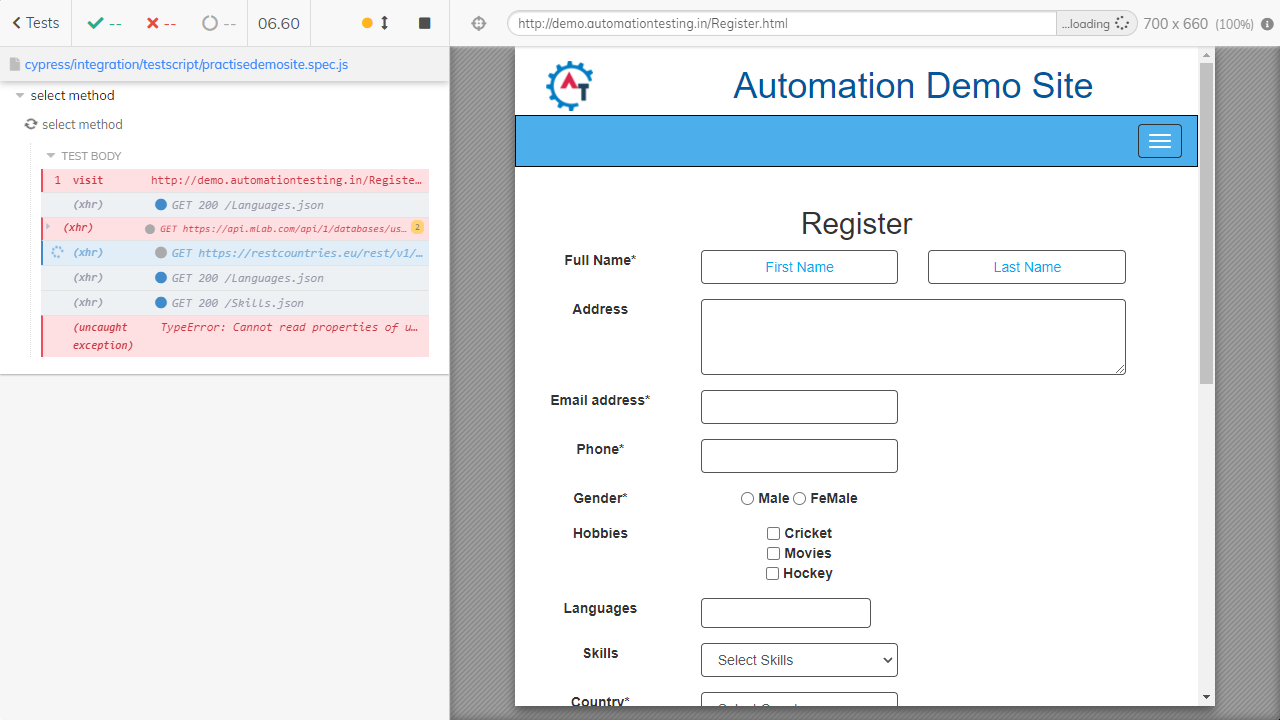 Tests
--
--
--
06.60
http://demo.automationtesting.in/Register.html
...loading
700 x 660 (100%)
cypress/integration/testscript/practisedemosite.spec.js
select method
select method
TEST BODY
1 visit http://demo.automationtesting.in/Registe...
(xhr) GET 200 /Languages.json
(xhr) GET https://api.mlab.com/api/1/databases/us... 2
(xhr) GET https://restcountries.eu/rest/v1/...
(xhr) GET 200 /Languages.json
(xhr) GET 200 /Skills.json
(uncaught exception) TypeError: Cannot read properties of u...
AT
Automation Demo Site
Register
Full Name*
First Name
Last Name
Address
Email address*
Phone*
Gender*
Male
FeMale
Hobbies
Cricket
Movies
Hockey
Languages
Skills
Select Skills
Country*